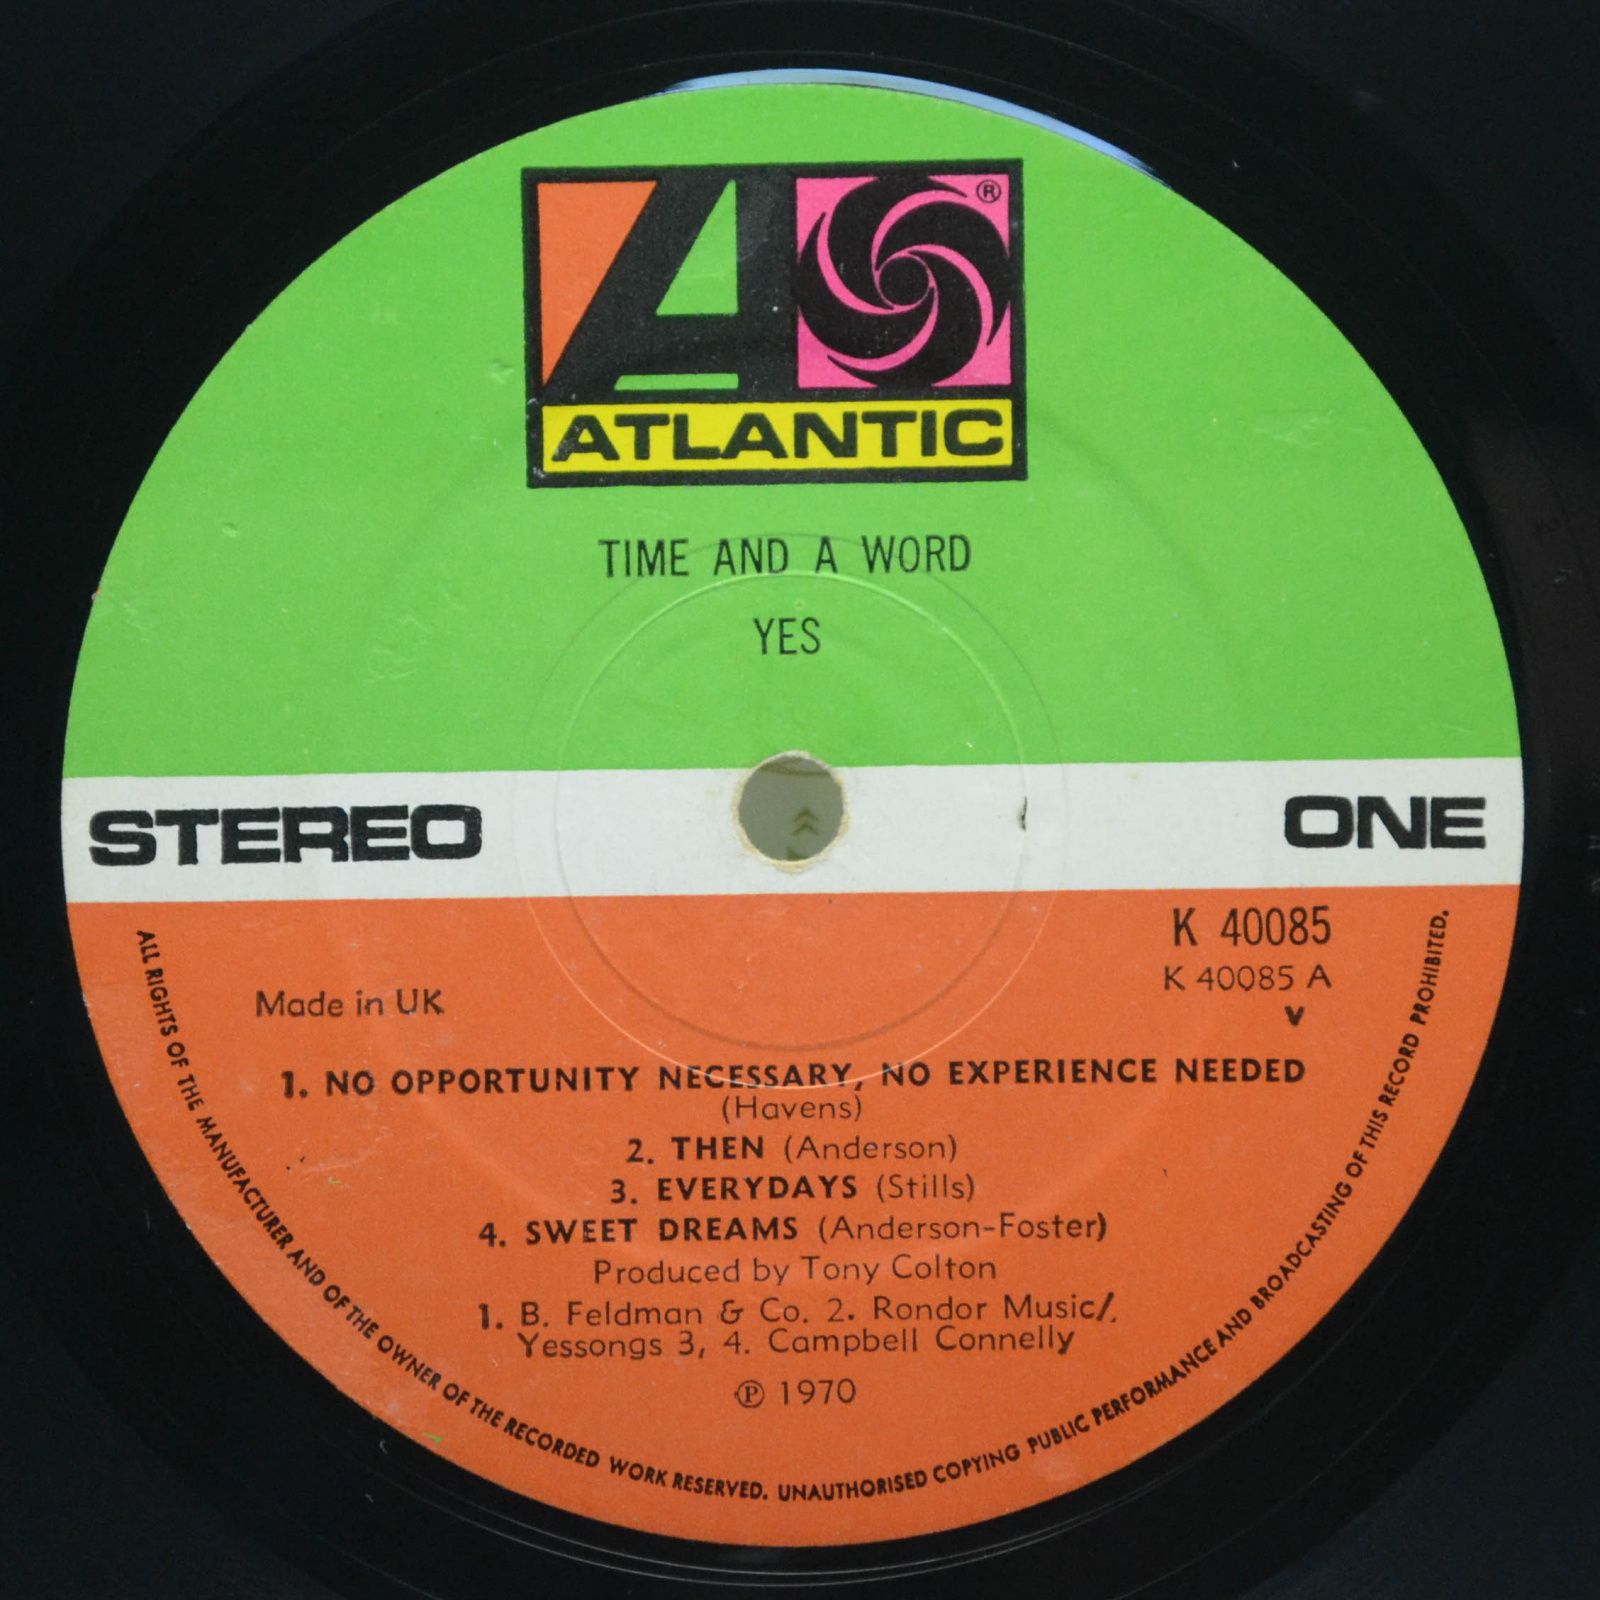 ®
ATLANTIC
TIME AND A WORD
YES
STEREO
ONE
K 40085
K 40085 A
V
Made in UK
1. NO OPPORTUNITY NECESSARY, NO EXPERIENCE NEEDED
(Havens)
2. THEN (Anderson)
3. EVERYDAYS (Stills)
4. SWEET DREAMS (Anderson-Foster)
Produced by Tony Colton
1. B. Feldman & Co. 2. Rondor Music/.
Yessongs 3, 4. Campbell Connelly
℗ 1970
ALL RIGHTS OF THE MANUFACTURER AND OF THE OWNER OF THE RECORDED WORK RESERVED. UNAUTHORISED COPYING PUBLIC PERFORMANCE AND BROADCASTING OF THIS RECORD PROHIBITED.